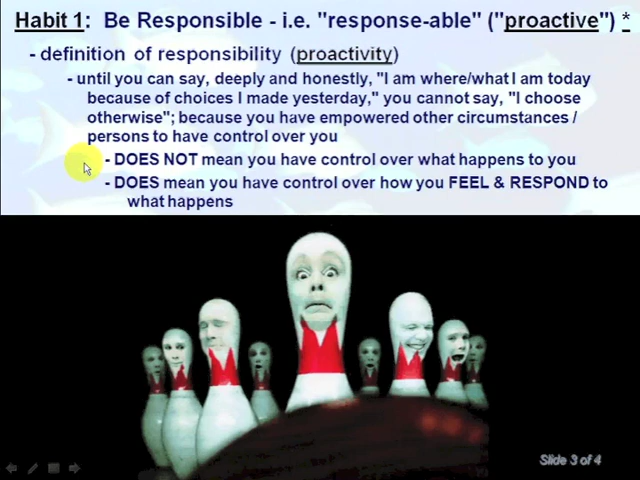 Habit 1: Be Responsible - i.e. "response-able" ("proactive") *
- definition of responsibility (proactivity)
- until you can say, deeply and honestly, "I am where/what I am today
because of choices I made yesterday," you cannot say, "I choose
otherwise"; because you have empowered other circumstances /
persons to have control over you
- DOES NOT mean you have control over what happens to you
- DOES mean you have control over how you FEEL & RESPOND to
what happens
Slide 3 of 4